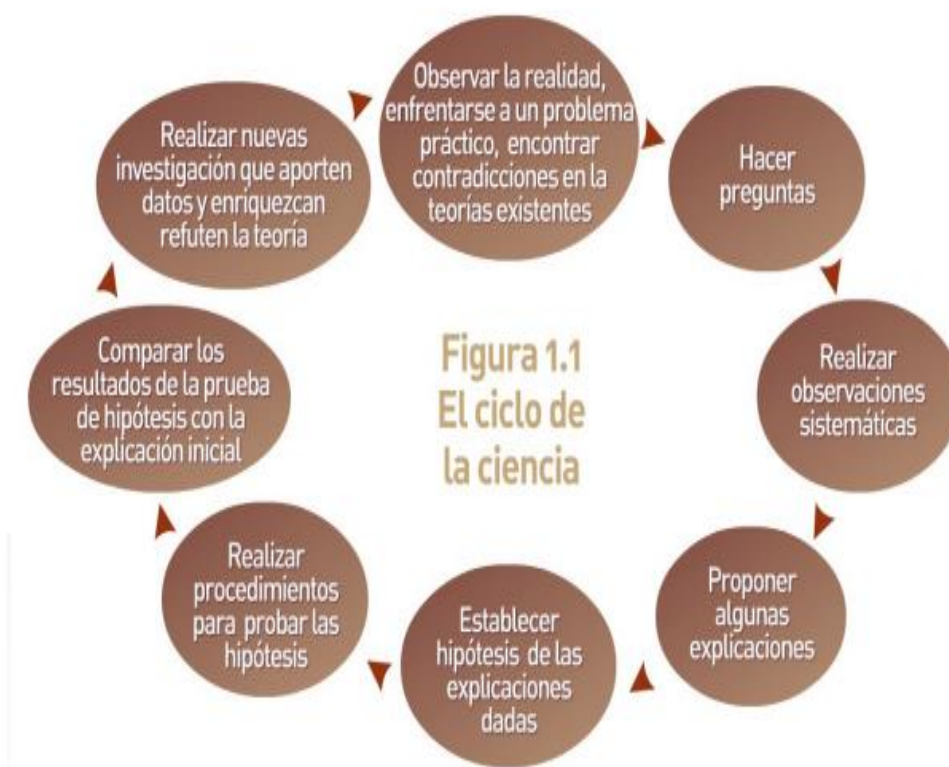 Observar la realidad,
enfrentarse a un problema
práctico, encontrar
contradicciones en la
teorías existentes
Hacer
preguntas
Realizar
observaciones
sistemáticas
Proponer
algunas
explicaciones
Establecer
hipótesis de las
explicaciones
dadas
Realizar
procedimientos
para probar las
hipótesis
Comparar los
resultados de la prueba
de hipótesis con la
explicación inicial
Realizar nuevas
investigación que aporten
datos y enriquezcan
refuten la teoría
Figura 1.1
El ciclo de
la ciencia